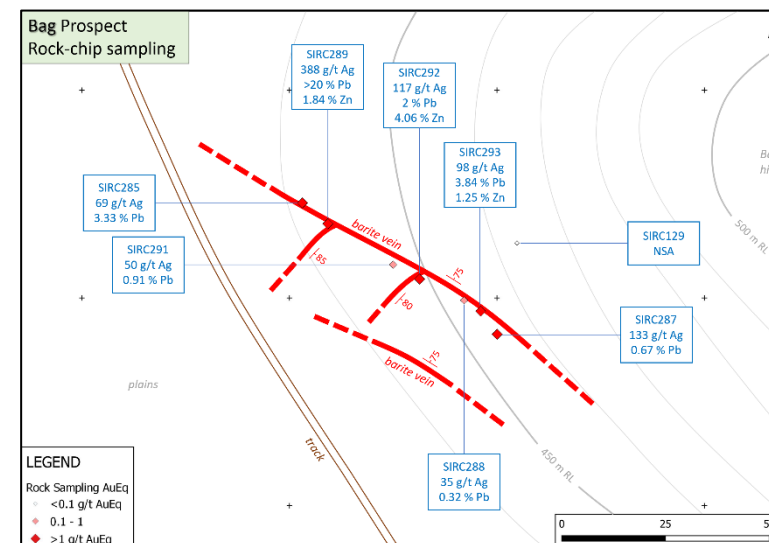 Bag Prospect
Rock-chip sampling
SIRC289
388 g/t Ag
>20 % Pb
1.84 % Zn
SIRC292
117 g/t Ag
2 % Pb
4.06 % Zn
SIRC293
98 g/t Ag
3.84 % Pb
1.25 % Zn
SIRC285
69 g/t Ag
3.33 % Pb
SIRC291
50 g/t Ag
0.91 % Pb
SIRC129
NSA
SIRC287
133 g/t Ag
0.67 % Pb
SIRC288
35 g/t Ag
0.32 % Pb
barite vein
75
85
80
75
barite vein
500 m RL
450 m RL
plains
track
LEGEND
Rock Sampling AuEq
<0.1 g/t AuEq
0.1 - 1
>1 g/t AuEq
0
25